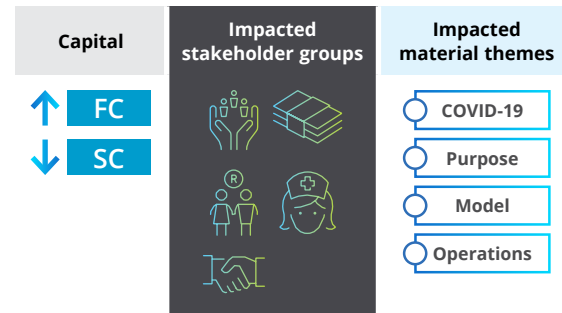 Capital
Impacted
stakeholder groups
Impacted
material themes
FC
SC
R
COVID-19
Purpose
Model
Operations